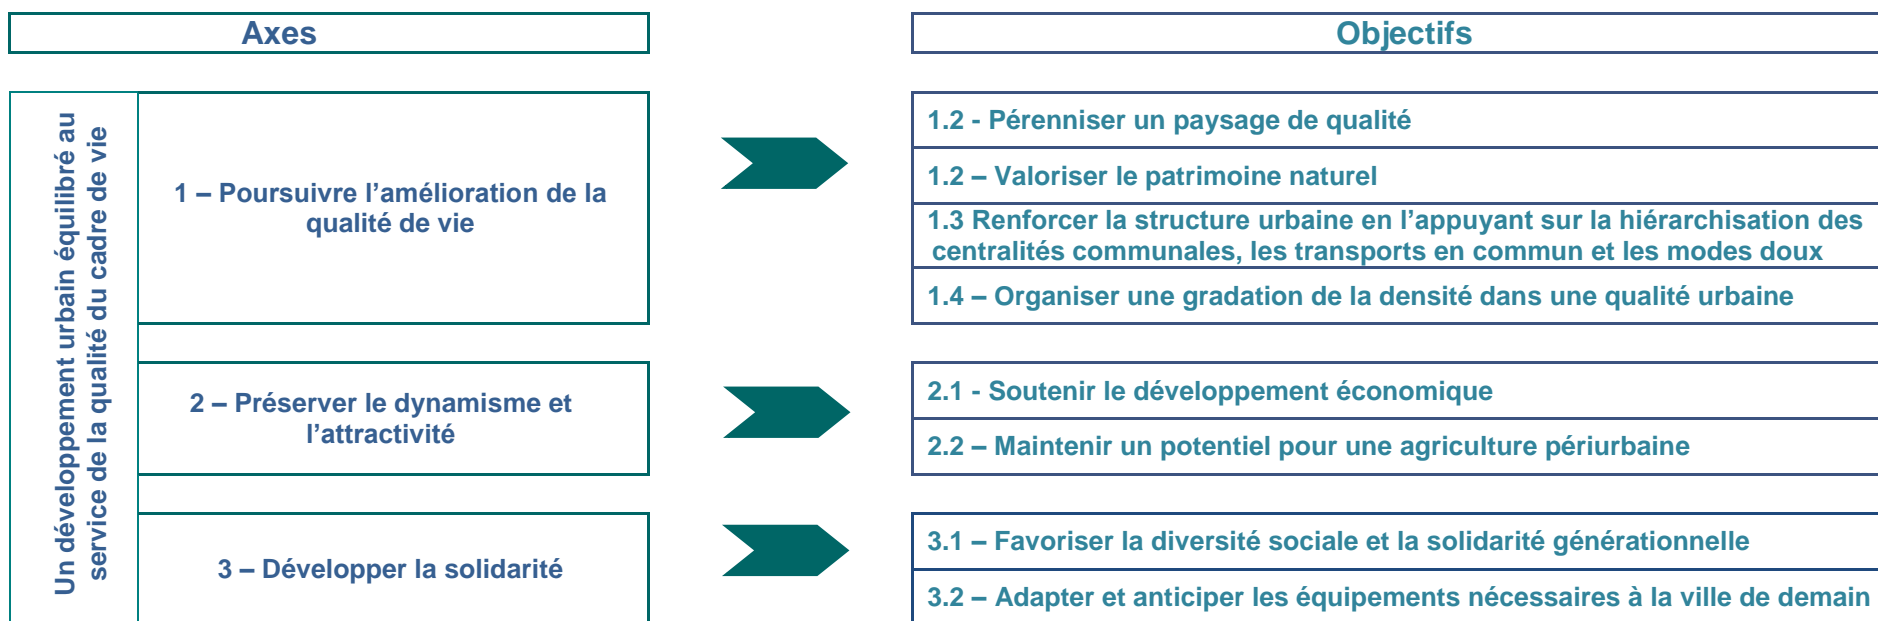 Axes
Objectifs
Un développement urbain équilibré au
service de la qualité du cadre de vie
1 – Poursuivre l’amélioration de la
qualité de vie
1.2 - Pérenniser un paysage de qualité
1.2 – Valoriser le patrimoine naturel
1.3 Renforcer la structure urbaine en l’appuyant sur la hiérarchisation des
centralités communales, les transports en commun et les modes doux
1.4 – Organiser une gradation de la densité dans une qualité urbaine
2 – Préserver le dynamisme et
l’attractivité
2.1 - Soutenir le développement économique
2.2 – Maintenir un potentiel pour une agriculture périurbaine
3 – Développer la solidarité
3.1 – Favoriser la diversité sociale et la solidarité générationnelle
3.2 – Adapter et anticiper les équipements nécessaires à la ville de demain